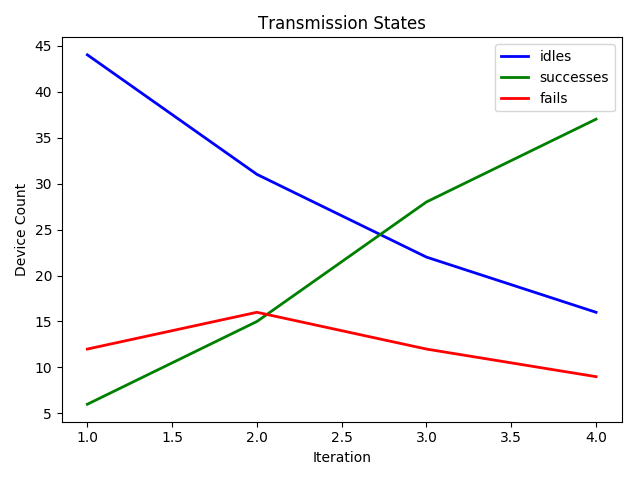 Transmission States
idles
successes
fails
45
40
35
30
25
20
15
10
5
Device Count
1.0 1.5 2.0 2.5 3.0 3.5 4.0
Iteration